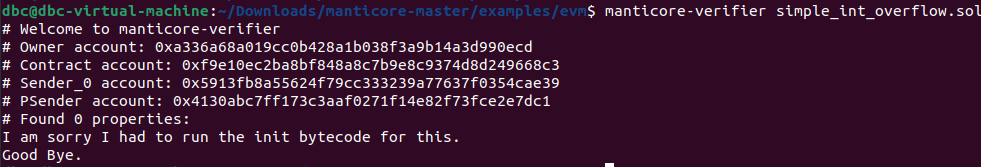 dbc@dbc-virtual-machine:~/Downloads/manticore-master/examples/evm$ manticore-verifier simple_int_overflow.sol
# Welcome to manticore-verifier
# Owner account: 0xa336a68a019cc0b428a1b038f3a9b14a3d990ecd
# Contract account: 0xf9e10ec2ba8bf848a8c7b9e8c9374d8d249668c3
# Sender_0 account: 0x5913fb8a55624f79cc333239a77637f0354cae39
# PSender account: 0x4130abc7ff173c3aaf0271f14e82f73fce2e7dc1
# Found 0 properties:
I am sorry I had to run the init bytecode for this.
Good Bye.